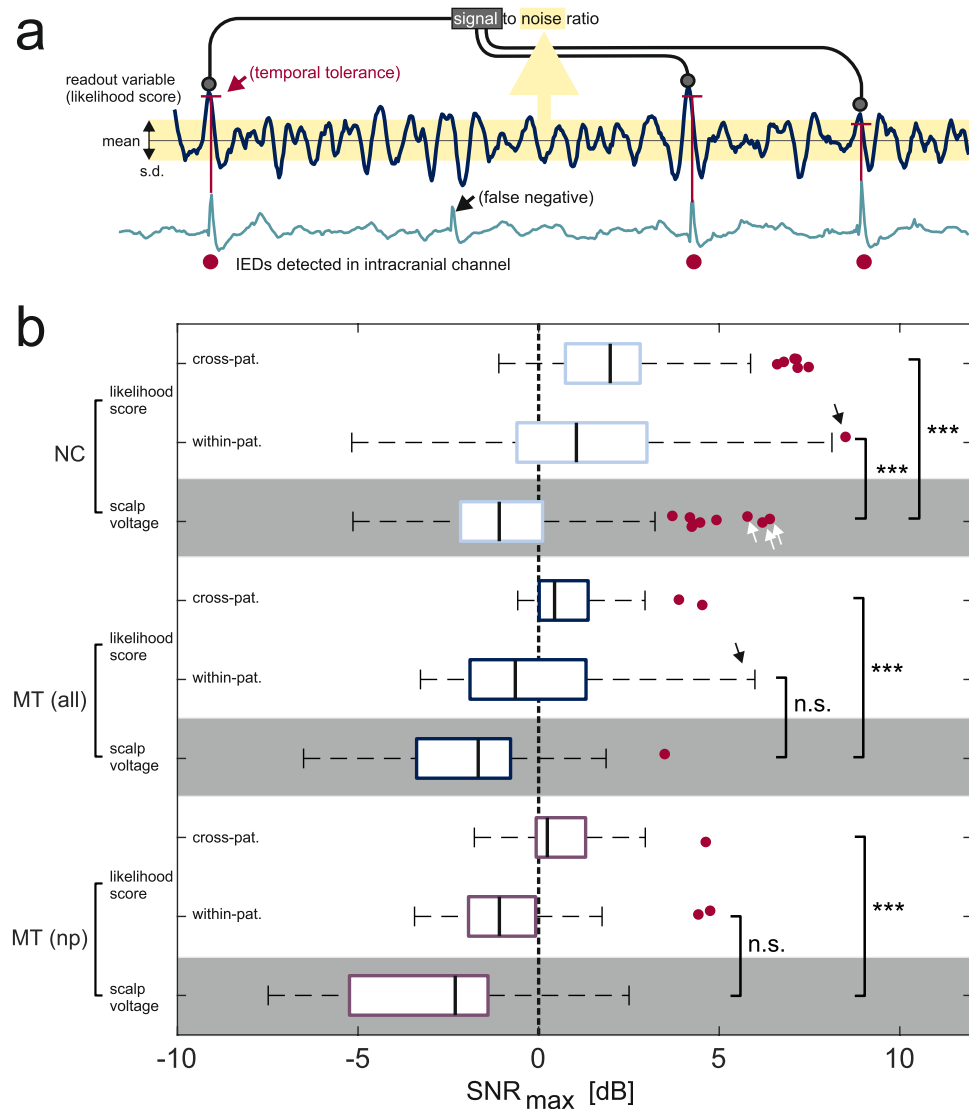 a
signal to noise ratio
readout variable
(likelihood score)
(temporal tolerance)
mean
s.d.
(false negative)
IEDs detected in intracranial channel
b
cross-pat.
likelihood
score
***
within-pat.
NC
***
scalp
voltage
cross-pat.
likelihood
score
***
within-pat.
MT (all)
n.s.
scalp
voltage
cross-pat.
likelihood
score
***
within-pat.
MT (np)
n.s.
scalp
voltage
-10 -5 0 5 10
SNRmax [dB]